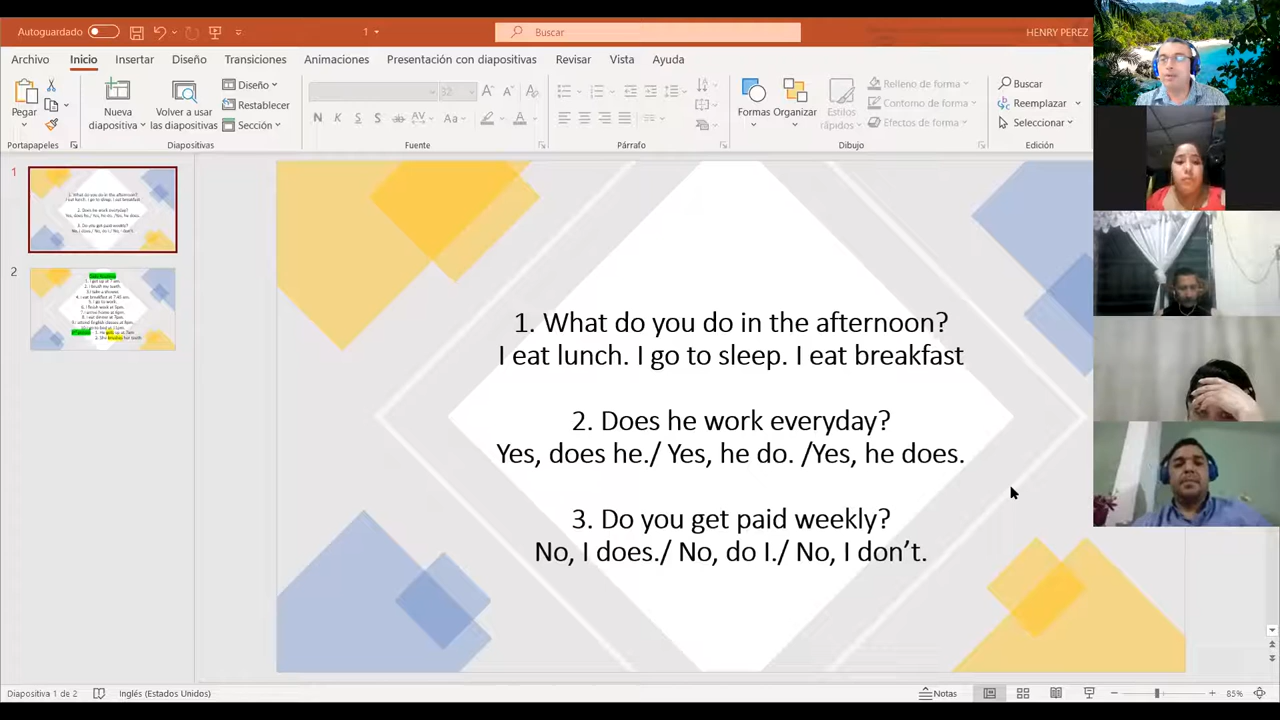 Autoguardado
1
Buscar
HENRY PEREZ
Archivo Inicio Insertar Diseño Transiciones Animaciones Presentación con diapositivas Revisar Vista Ayuda
Pegar
Portapapeles
Nueva diapositiva
Volver a usar las diapositivas
Diseño
Restablecer
Sección
Diapositivas
32
Fuente
Párrafo
Formas
Organizar
Estilos rápidos
Relleno de forma
Contorno de forma
Efectos de forma
Dibujo
Buscar
Reemplazar
Seleccionar
Edición
1
2
1. What do you do in the afternoon?
I eat lunch. I go to sleep. I eat breakfast
2. Does he work everyday?
Yes, does he./ Yes, he do. /Yes, he does.
3. Do you get paid weekly?
No, I does./ No, do I./ No, I don’t.
Diapositiva 1 de 2
Inglés (Estados Unidos)
Notas
85%